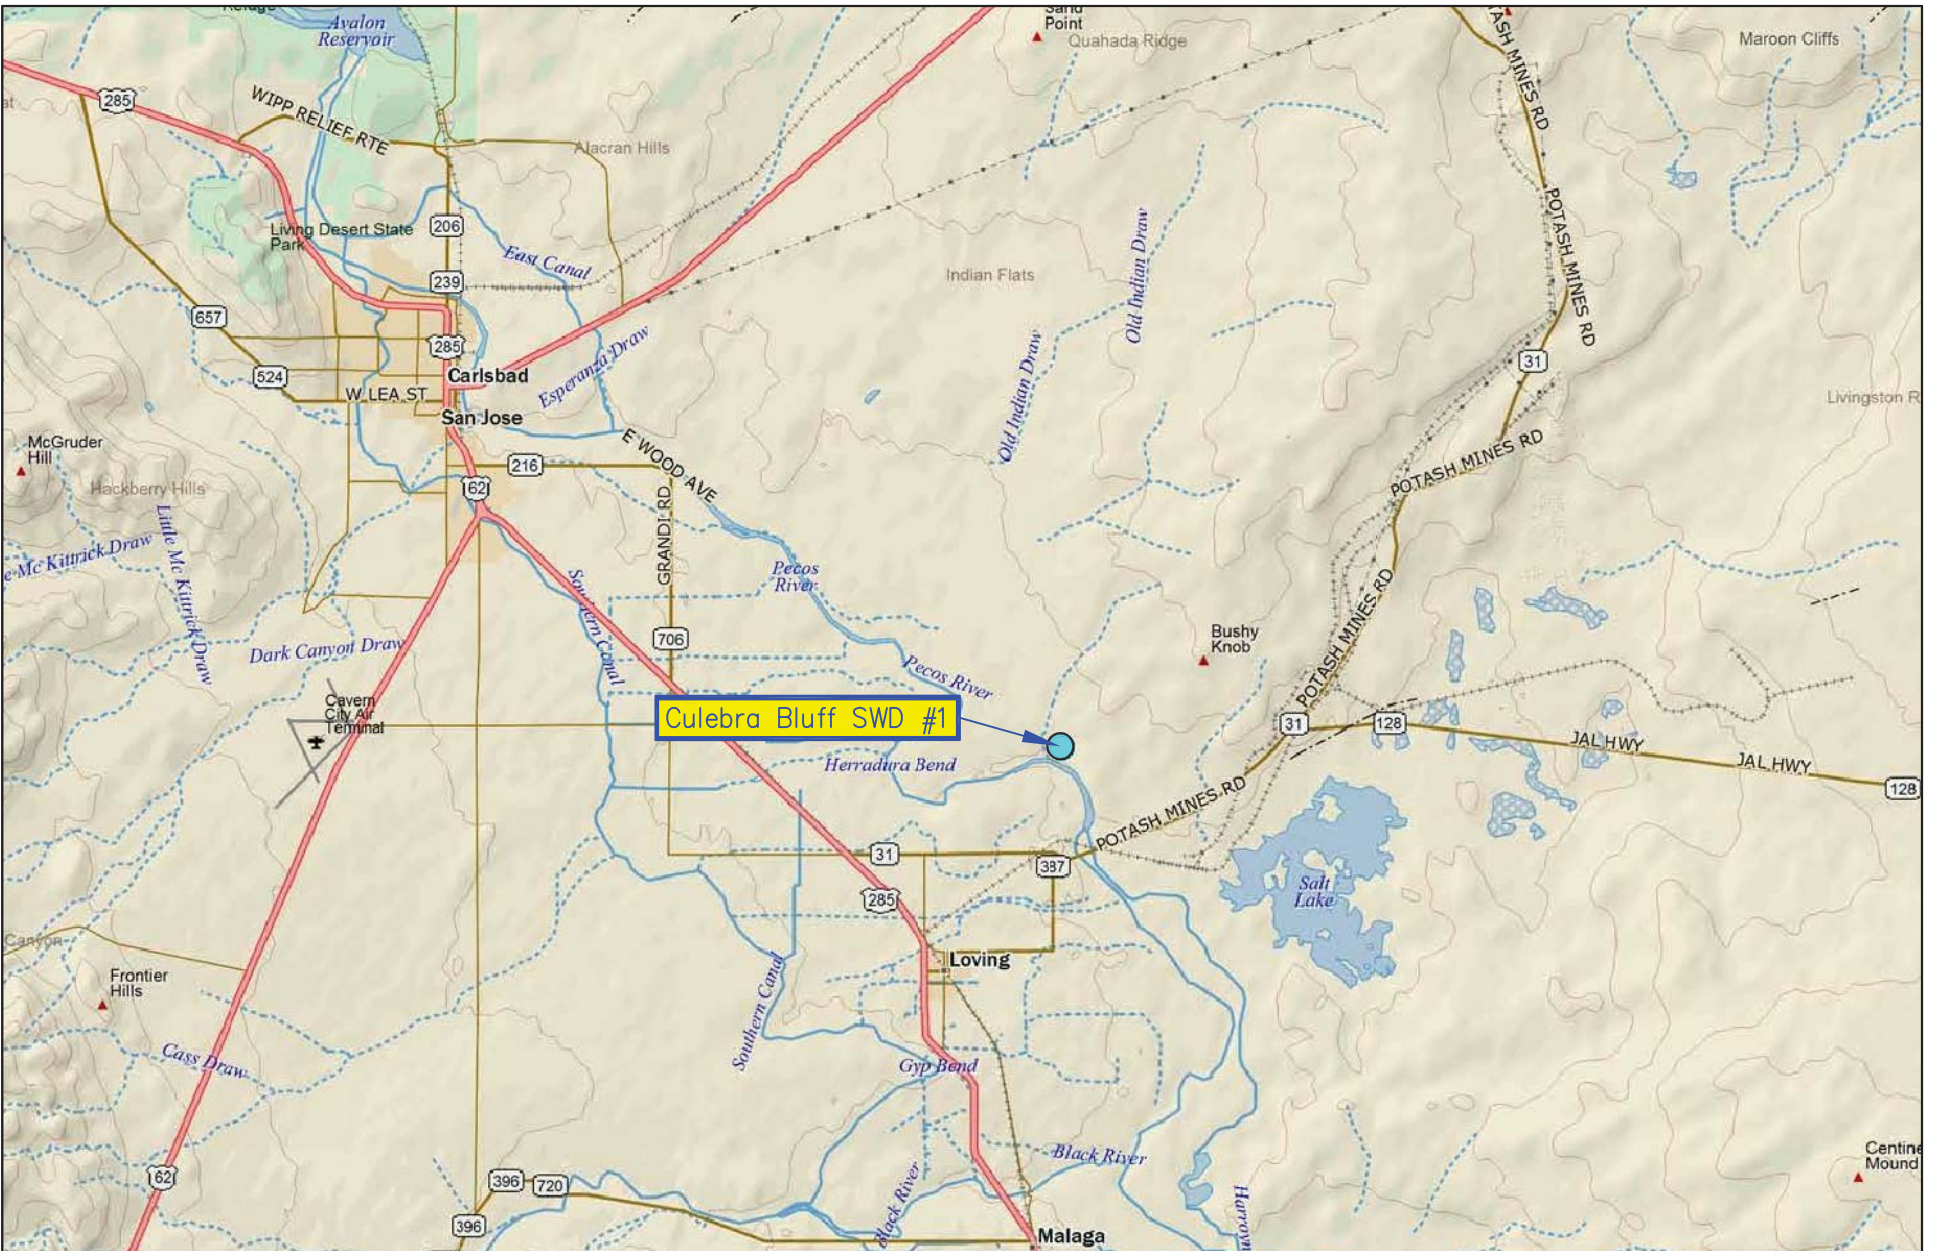 Refuge
Avalon
Reservoir
Sand
Point
Quahada Ridge
Maroon Cliffs
285
WIPP RELIEF RTE
Alacran Hills
POTASH MINES RD
Living Desert State
Park
206
East Canal
239
Indian Flats
Old Indian Draw
POTASH MINES RD
657
285
Esperanza Draw
Old Indian Draw
31
524
Carlsbad
W LEA ST
San Jose
Livingston R
McGruder
Hill
E WOOD AVE
216
POTASH MINES RD
62
Hackberry Hills
GRANDI RD
e Mc Kittrick Draw
Little Mc Kittrick Draw
Pecos
River
Southern Canal
POTASH MINES RD
706
Bushy
Knob
Dark Canyon Draw
Pecos River
Cavern
City Air
Terminal
Culebra Bluff SWD #1
31
128
JAL HWY
JAL HWY
128
Herradura Bend
POTASH MINES RD
31
387
285
Salt
Lake
Canyon
Loving
Frontier
Hills
Southern Canal
Cass Draw
Gyp Bend
Black River
Centine
Mound
62
396
720
Black River
Harroun
396
Malaga